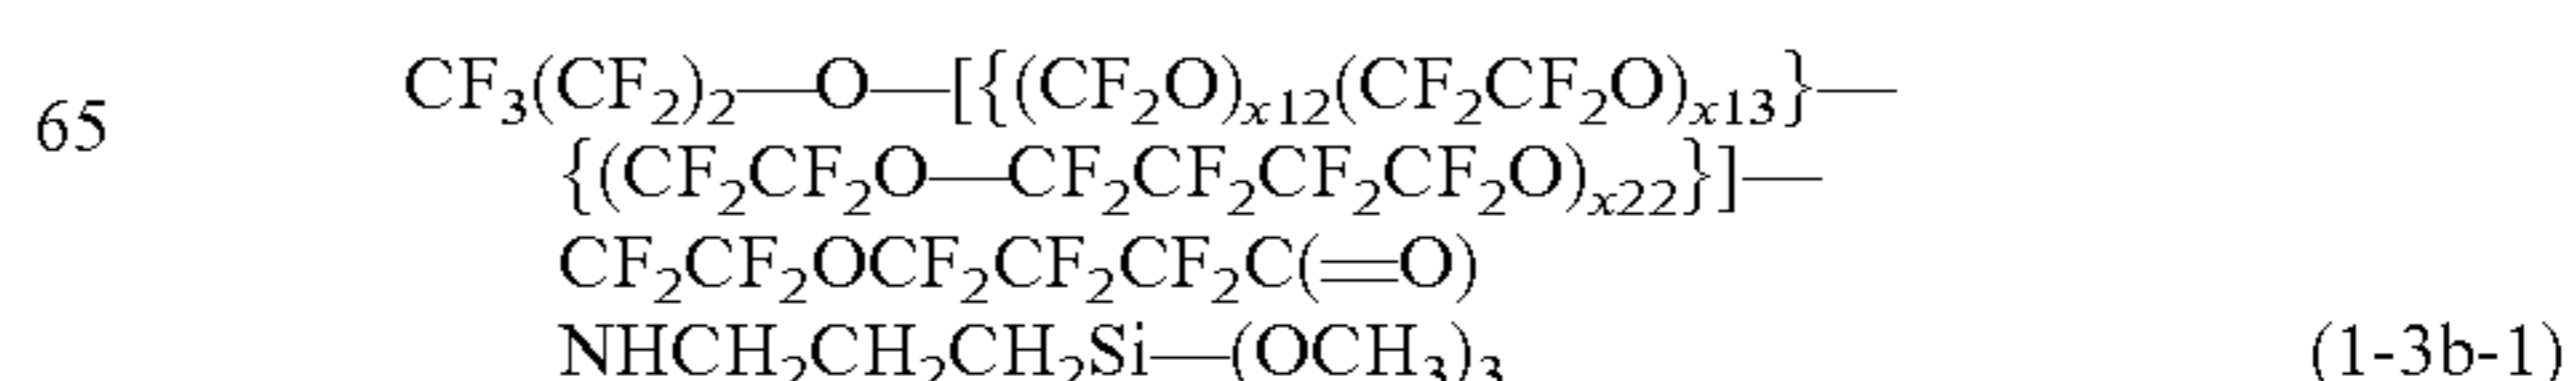 CF₃(CF₂)₂—O—[{(CF₂O)ₓ₁₂(CF₂CF₂O)ₓ₁₃}—
65
{(CF₂CF₂O—CF₂CF₂CF₂CF₂O)ₓ₂₂}]—
CF₂CF₂OCF₂CF₂CF₂C(=O)
NHCH₂CH₂CH₂Si—(OCH₃)₃ (1-3b-1)